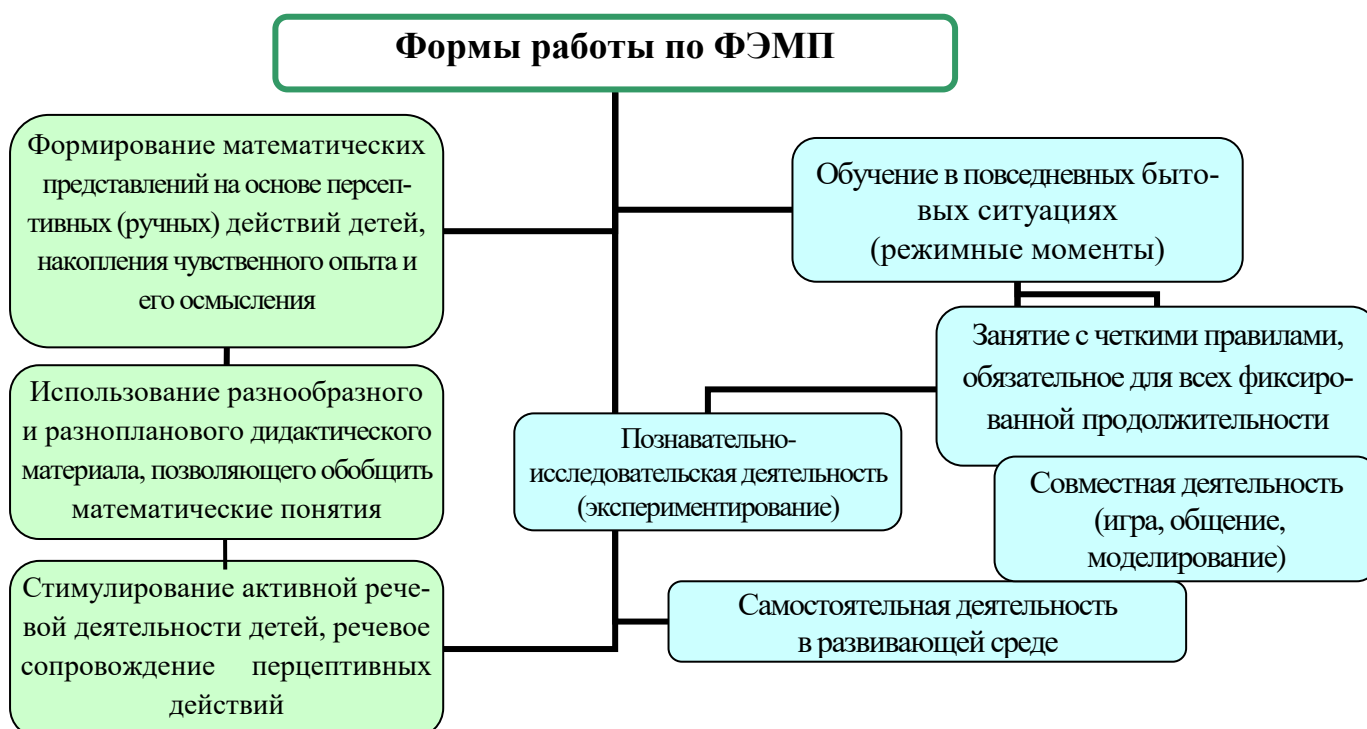 Формы работы по ФЭМП
Формирование математических
представлений на основе персеп-
тивных (ручных) действий детей,
накопления чувственного опыта и
его осмысления
Использование разнообразного
и разнопланового дидактического
материала, позволяющего обобщить
математические понятия
Стимулирование активной рече-
вой деятельности детей, речевое
сопровождение перцептивных
действий
Обучение в повседневных быто-
вых ситуациях
(режимные моменты)
Занятие с четкими правилами,
обязательное для всех фиксиро-
ванной продолжительности
Познавательно-
исследовательская деятельность
(экспериментирование)
Совместная деятельность
(игра, общение,
моделирование)
Самостоятельная деятельность
в развивающей среде